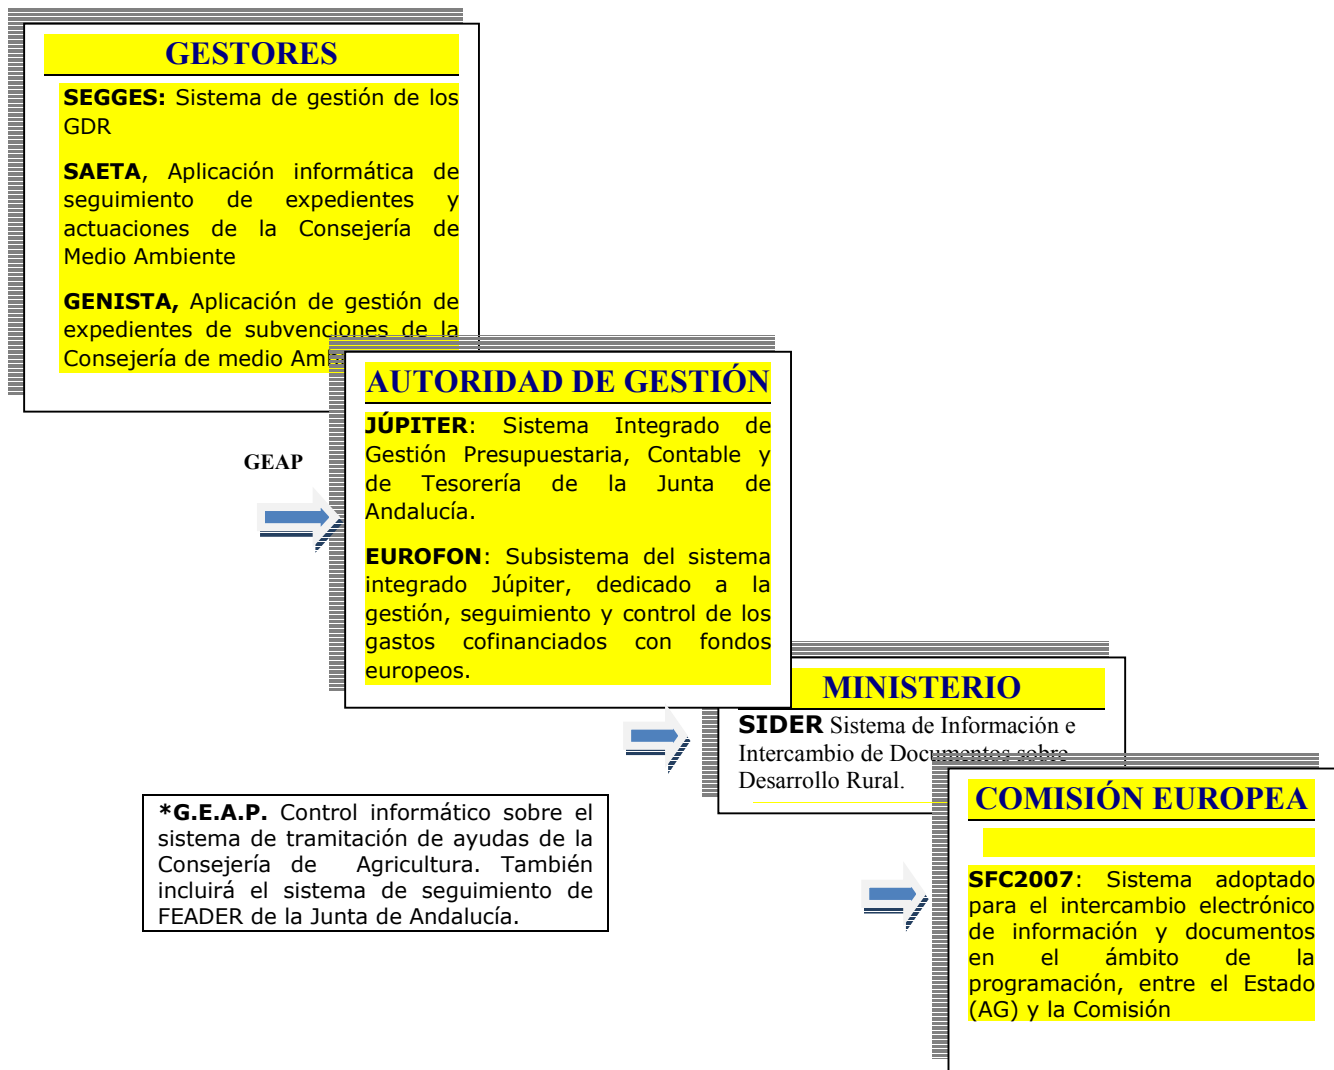 GESTORES
SEGGES: Sistema de gestión de los
GDR
SAETA, Aplicación informática de
seguimiento de expedientes y
actuaciones de la Consejería de
Medio Ambiente
GENISTA, Aplicación de gestión de
expedientes de subvenciones de la
Consejería de medio Am
GEAP
AUTORIDAD DE GESTIÓN
JÚPITER: Sistema Integrado de
Gestión Presupuestaria, Contable y
de Tesorería de la Junta de
Andalucía.
EUROFON: Subsistema del sistema
integrado Júpiter, dedicado a la
gestión, seguimiento y control de los
gastos cofinanciados con fondos
europeos.
MINISTERIO
SIDER Sistema de Información e
Intercambio de Documentos sobre
Desarrollo Rural.
*G.E.A.P. Control informático sobre el
sistema de tramitación de ayudas de la
Consejería de Agricultura. También
incluirá el sistema de seguimiento de
FEADER de la Junta de Andalucía.
COMISIÓN EUROPEA
SFC2007: Sistema adoptado
para el intercambio electrónico
de información y documentos
en el ámbito de la
programación, entre el Estado
(AG) y la Comisión